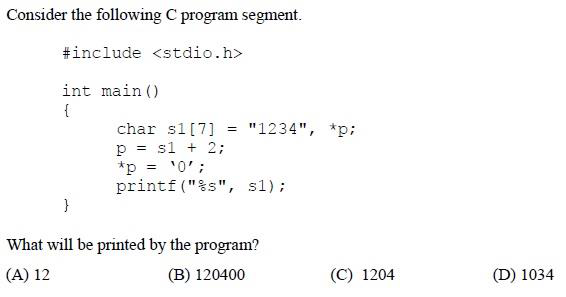 Consider the following C program segment.
#include <stdio.h>
int main()
{
char s1[7] = "1234", *p;
p = s1 + 2;
*p = ‘0’;
printf("%s", s1);
}
What will be printed by the program?
(A) 12 (B) 120400 (C) 1204 (D) 1034